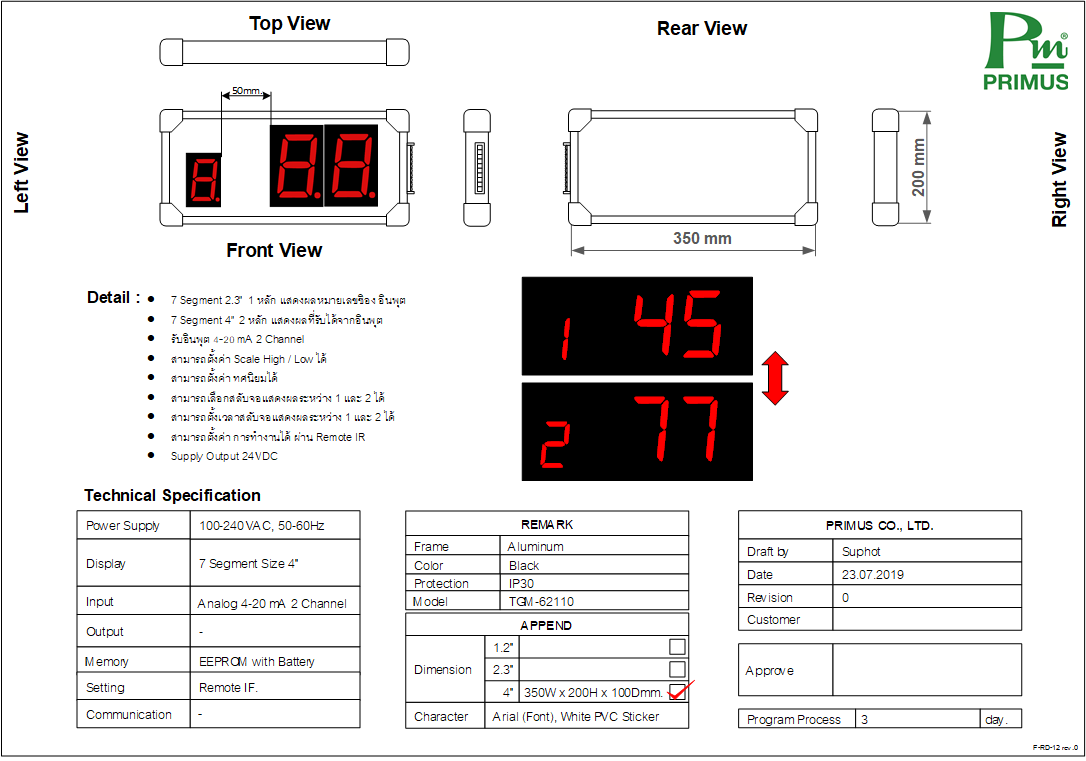 Top View
Rear View
Pm®
PRIMUS
50mm.
8.
8.8.
Left View
200 mm
Right View
350 mm
Front View
Detail :
● 7 Segment 2.3" 1 หลัก แสดงผลหมายเลขช่อง อินพุต
● 7 Segment 4" 2 หลัก แสดงผลที่รับได้จากอินพุต
● รับอินพุต 4-20 mA 2 Channel
● สามารถตั้งค่า Scale High / Low ได้
● สามารถตั้งค่า ทศนิยมได้
● สามารถเลือกสลับจอแสดงผลระหว่าง 1 และ 2 ได้
● สามารถตั้งเวลาสลับจอแสดงผลระหว่าง 1 และ 2 ได้
● สามารถตั้งค่า การทำงานได้ ผ่าน Remote IR
● Supply Output 24VDC
1 45
2 77
Technical Specification
Power Supply 100-240 VAC, 50-60Hz
Display 7 Segment Size 4"
Input Analog 4-20 mA 2 Channel
Output -
Memory EEPROM with Battery
Setting Remote IF.
Communication -
REMARK
Frame Aluminum
Color Black
Protection IP30
Model TGM-62110
APPEND
Dimension
1.2"
2.3"
4" 350W x 200H x 100Dmm.
Character Arial (Font), White PVC Sticker
PRIMUS CO., LTD.
Draft by Suphot
Date 23.07.2019
Revision 0
Customer
Approve
Program Process 3 day.
F-RD-12 rev.0